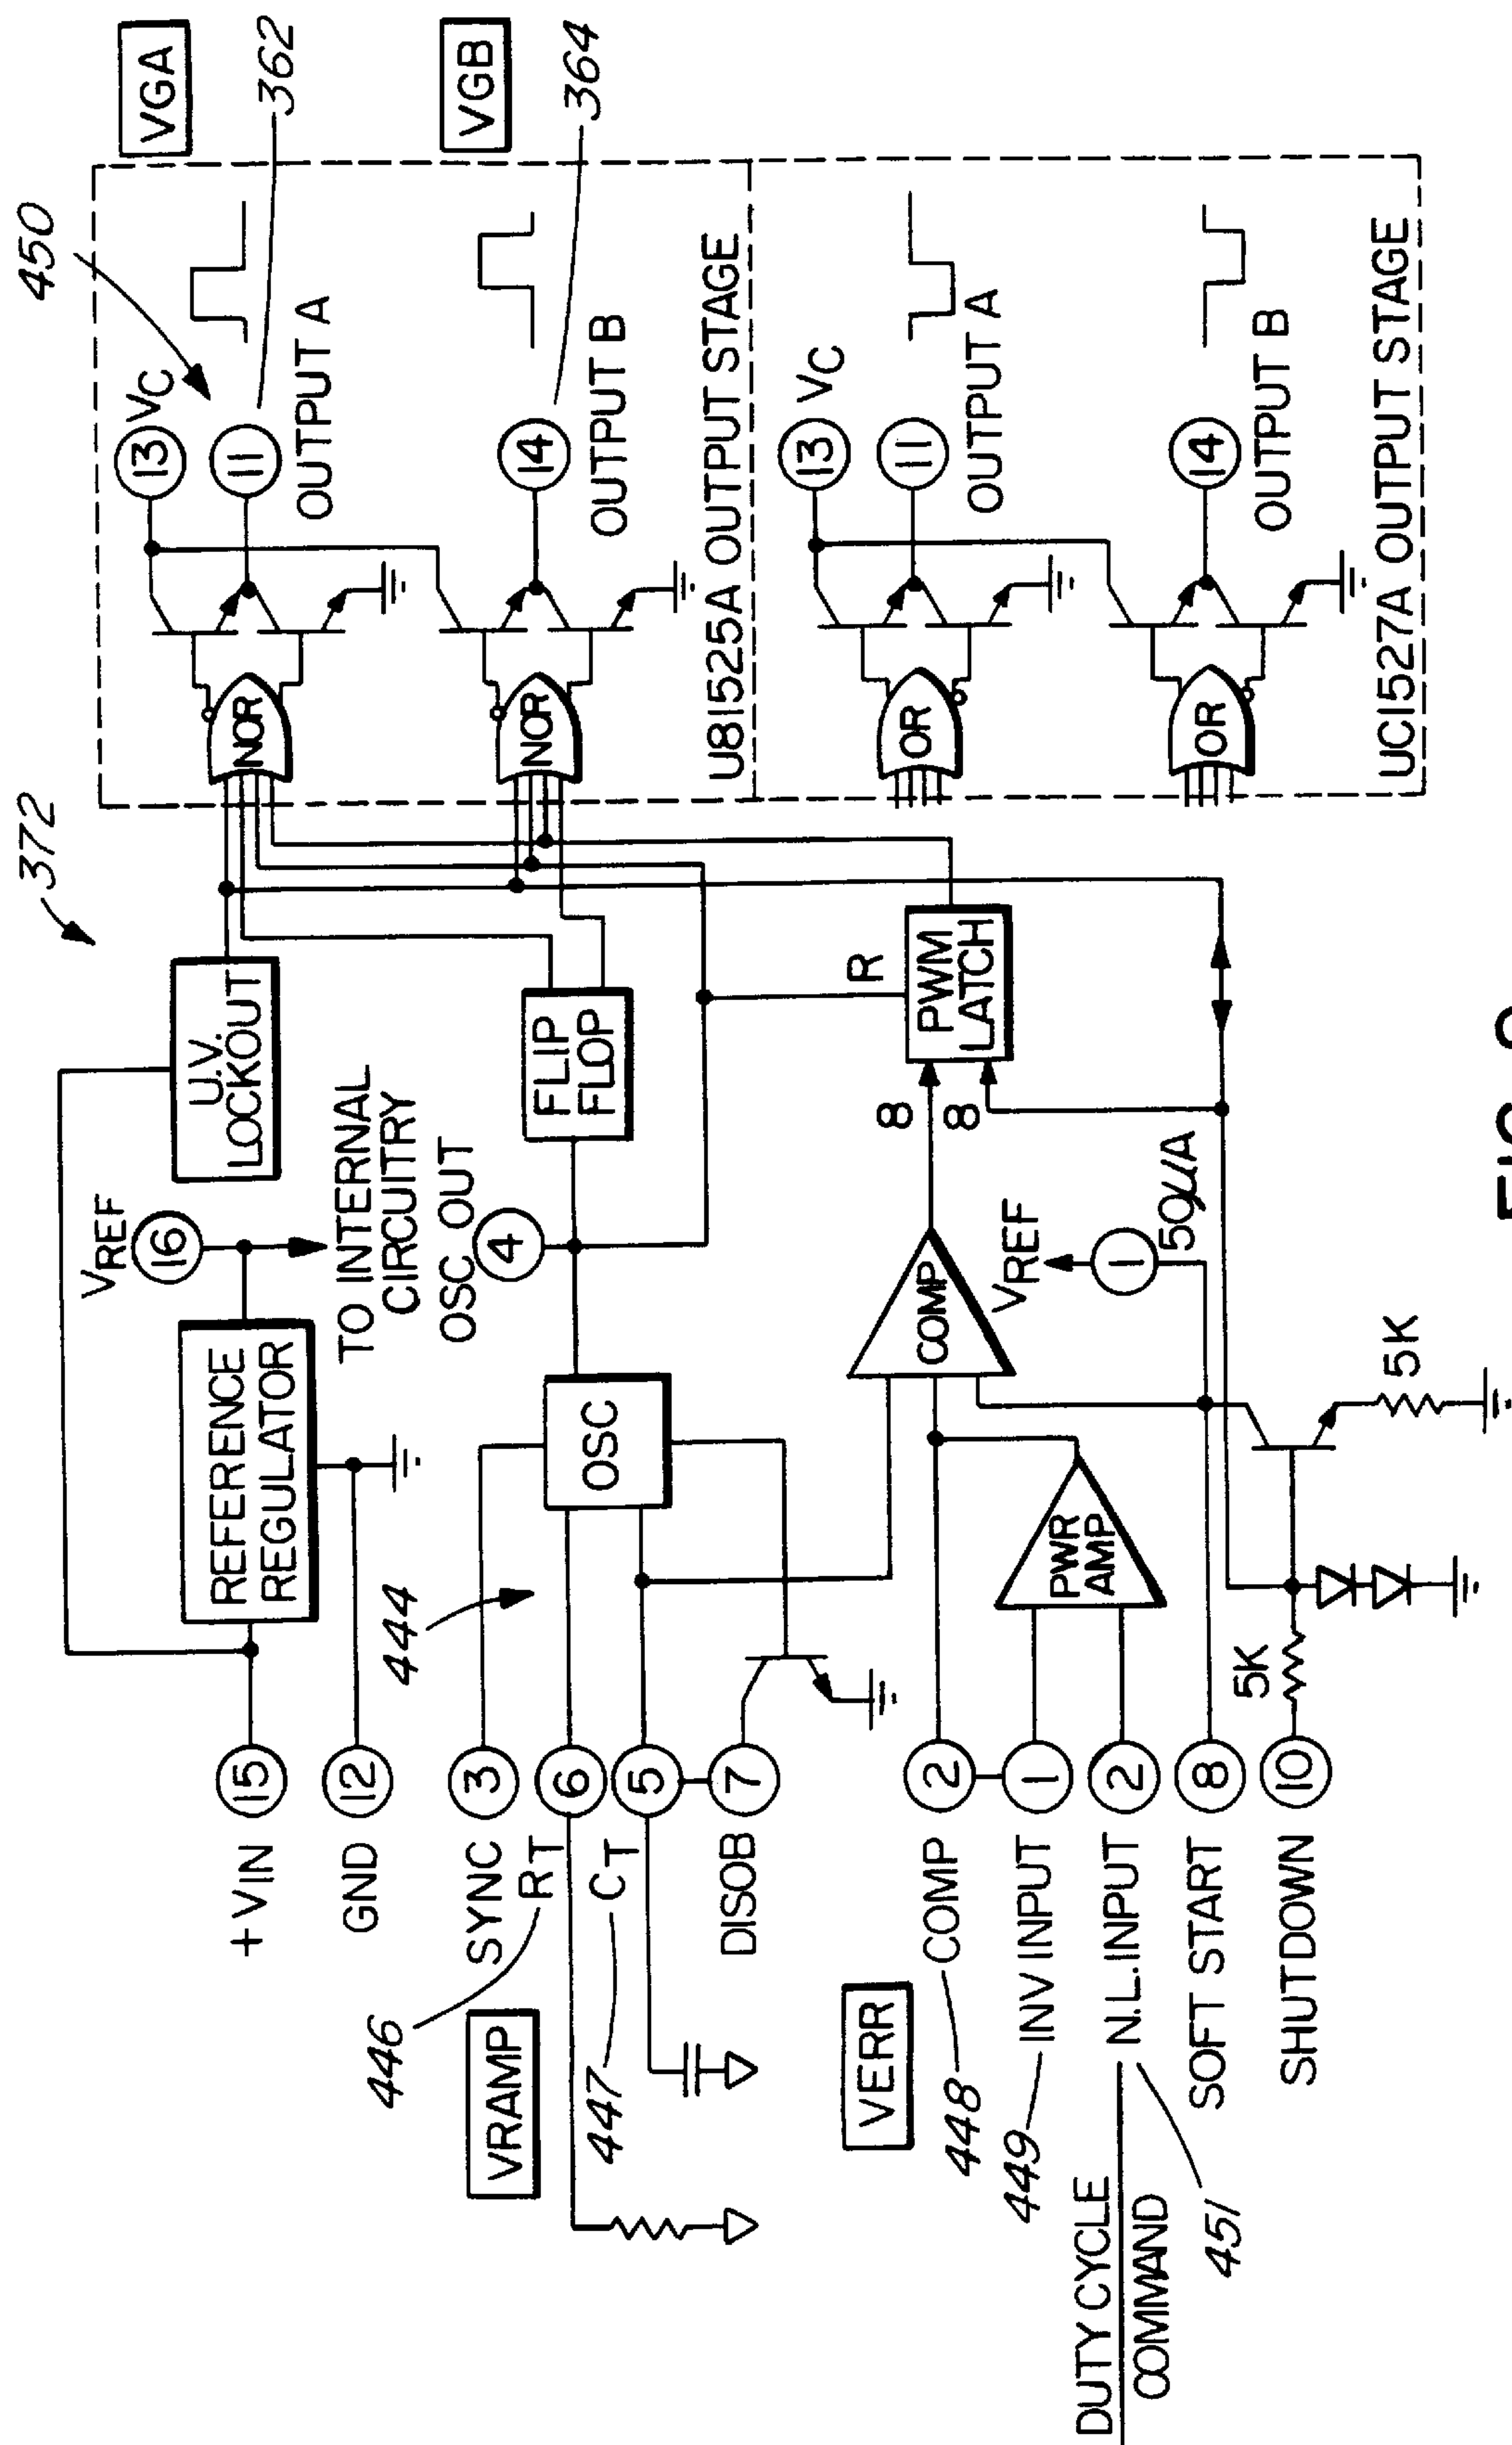 372
450
VGA
362
VGB
364
+ VIN
15
REFERENCE
REGULATOR
VREF
16
TO INTERNAL
CIRCUITRY
U.V.
LOCKOUT
GND
12
SYNC
3
446
RT
6
VRAMP
447
CT
5
444
DISOB
7
OSC
OSC OUT
4
FLIP
FLOP
NOR
NOR
13
VC
11
OUTPUT A
14
OUTPUT B
U81525A OUTPUT STAGE
OR
OR
13
VC
11
OUTPUT A
14
OUTPUT B
UC1527A OUTPUT STAGE
VERR
448
COMP
2
449
INV INPUT
1
DUTY CYCLE
COMMAND
451
N.L.INPUT
2
PWR
AMP
COMP
8
8
R
PWM
LATCH
VREF
1
50μA
SOFT START
8
SHUTDOWN
10
5K
5K